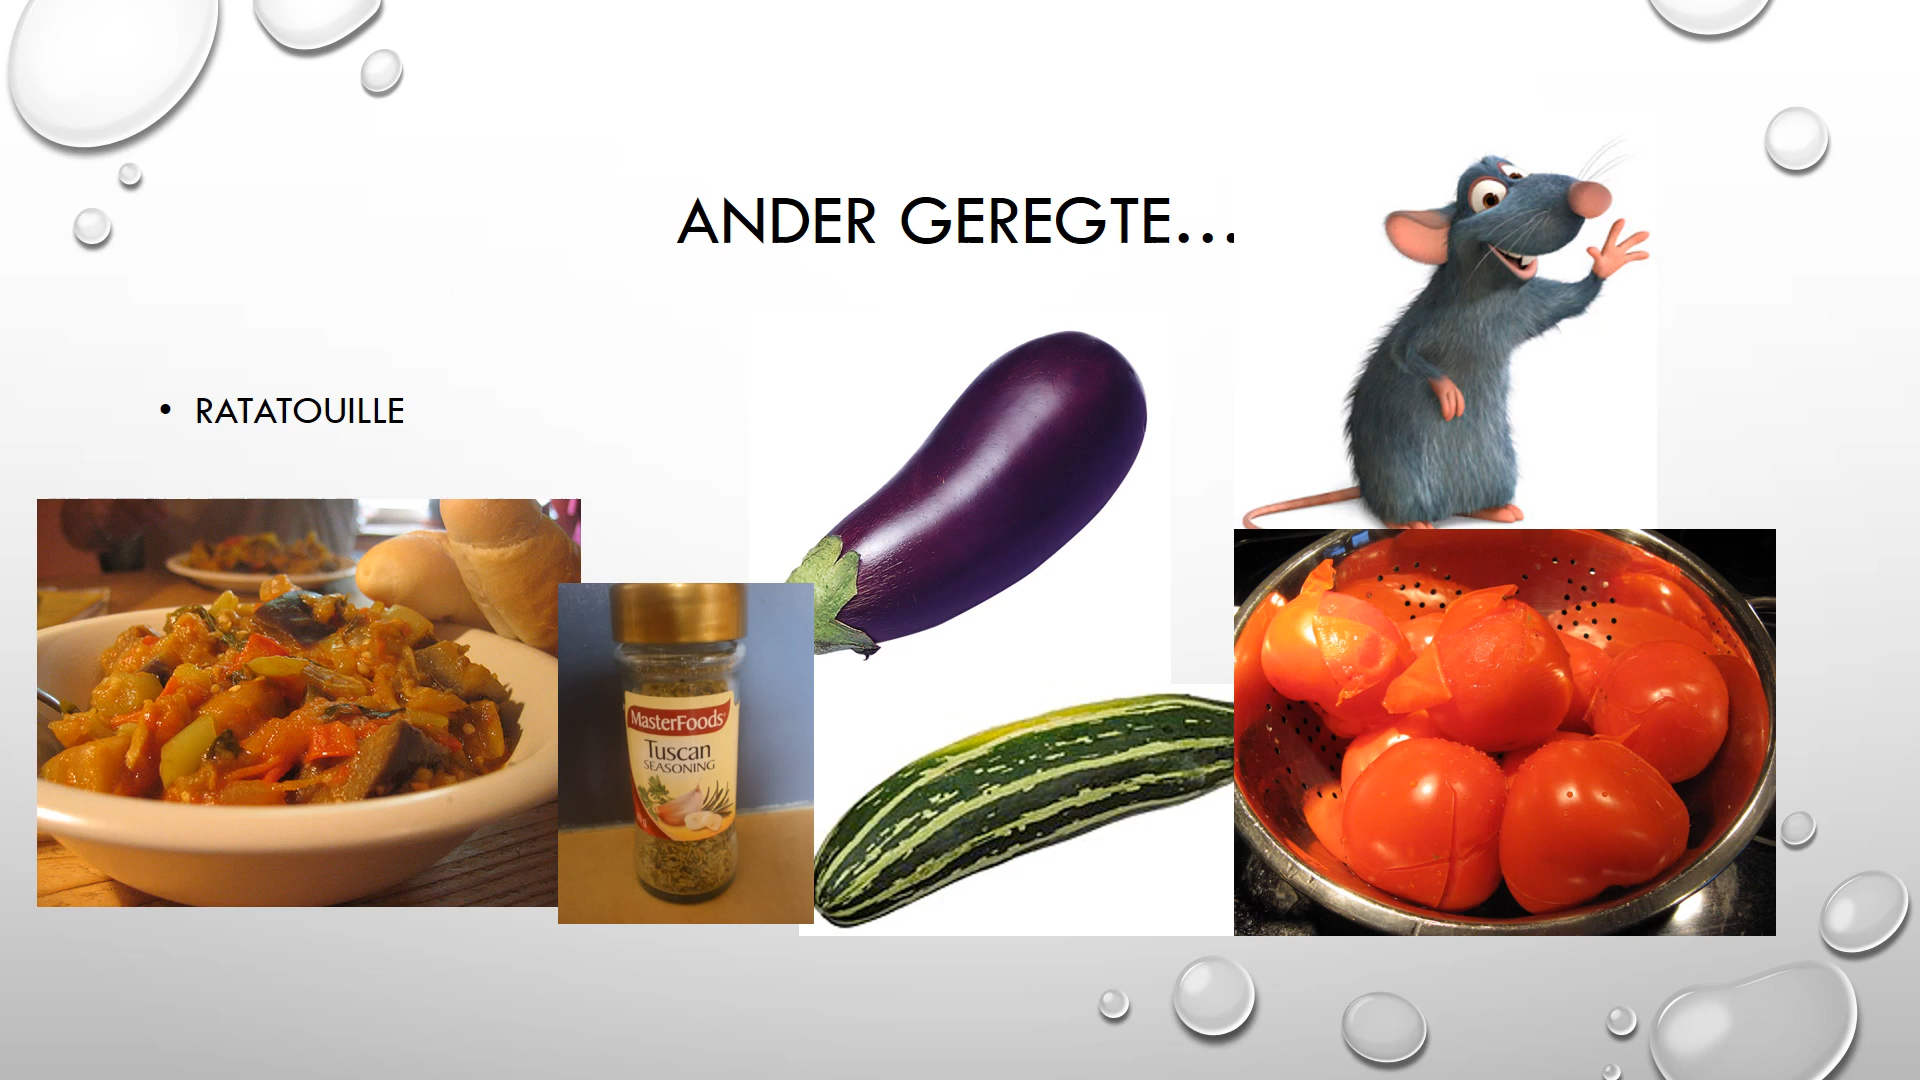 ANDER GEREGTE...
• RATATOUILLE
MasterFoods
Tuscan
SEASONING